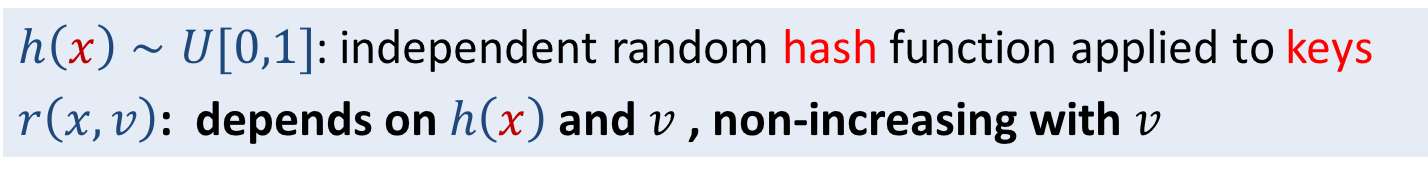 h(x) ~ U[0,1]: independent random hash function applied to keys
r(x, v): depends on h(x) and v , non-increasing with v